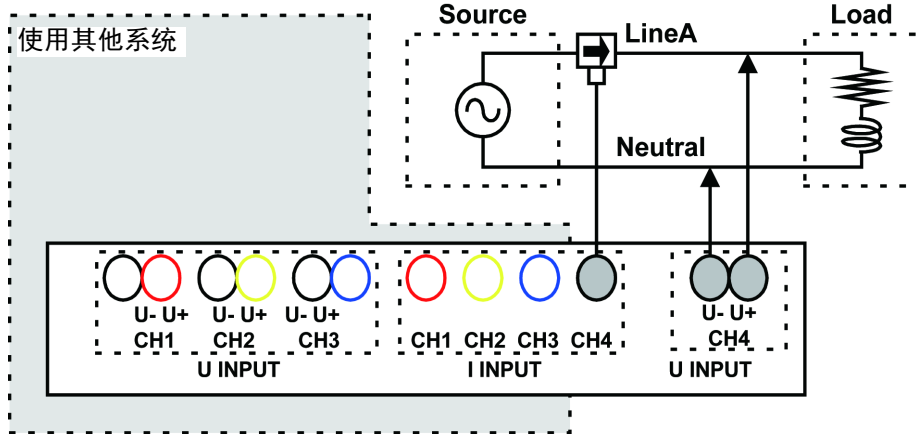 Source
Load
使用其他系统
LineA
Neutral
U- U+ U- U+ U- U+
CH1 CH2 CH3
U INPUT
CH1 CH2 CH3 CH4
I INPUT
U- U+
CH4
U INPUT